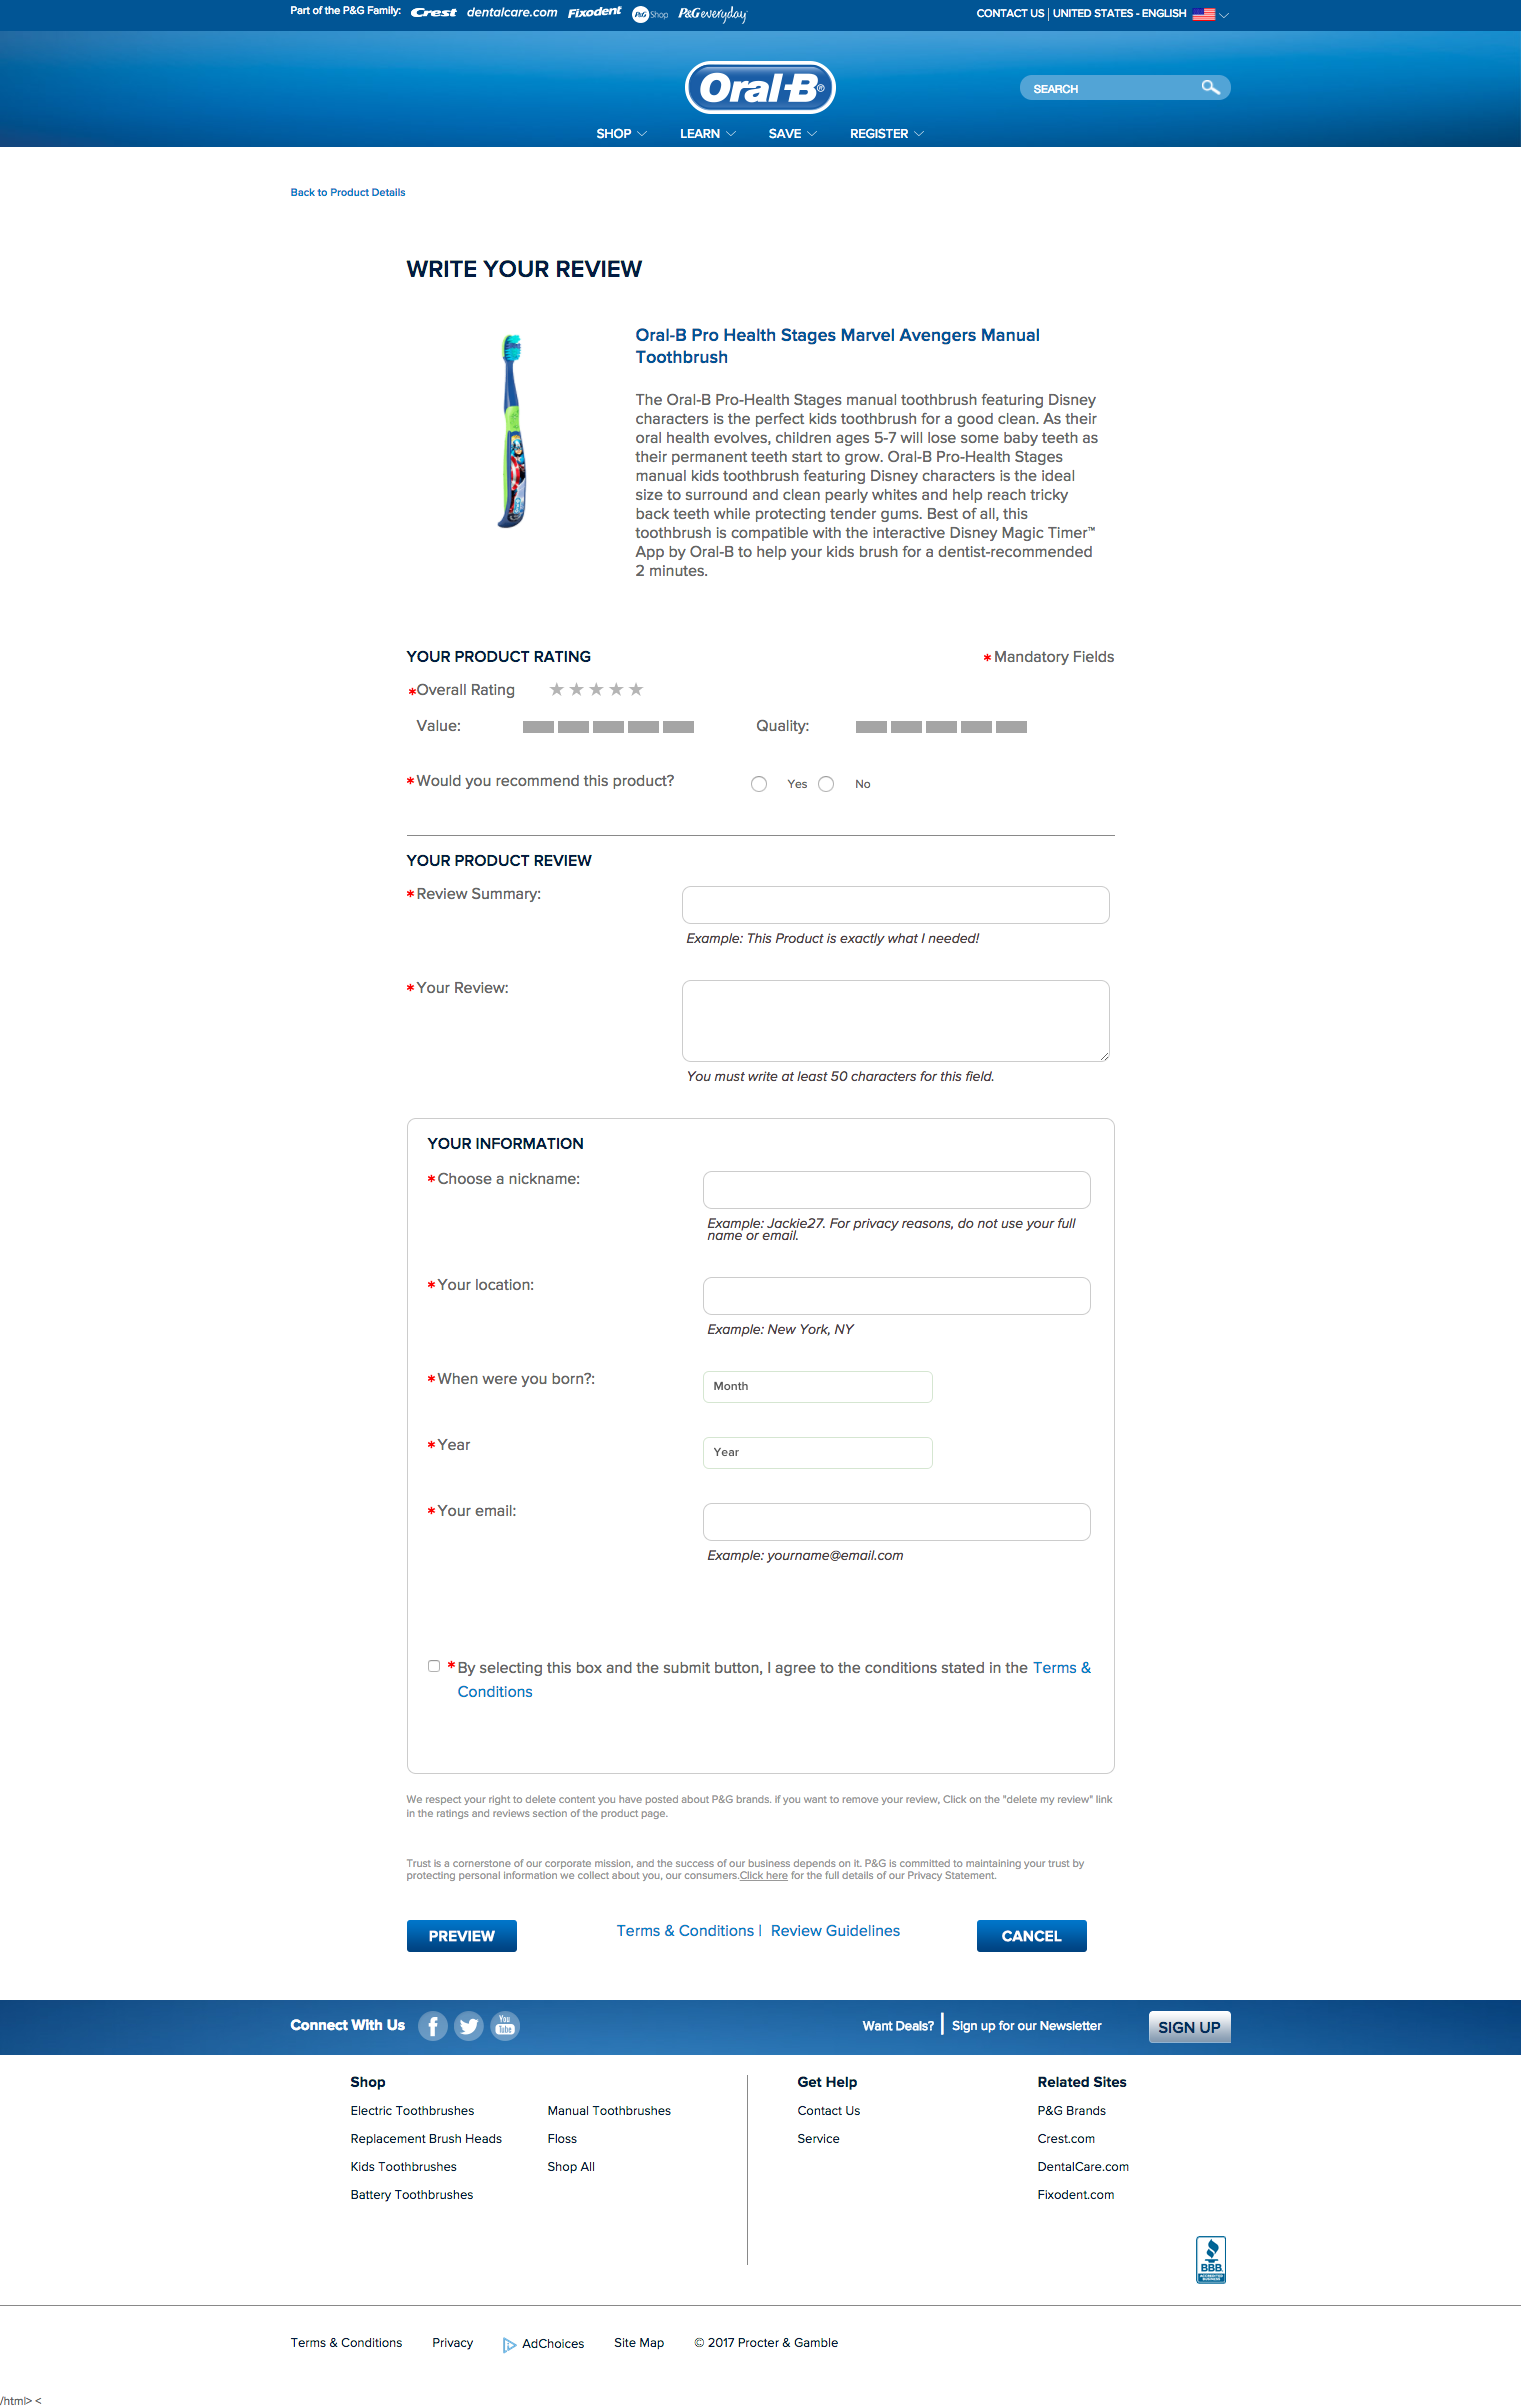 Part of the P&G Family: Crest dentalcare.com Fixodent P&G Shop P&G everyday
CONTACT US | UNITED STATES - ENGLISH
Oral-B®
SEARCH
SHOP LEARN SAVE REGISTER
Back to Product Details
WRITE YOUR REVIEW
Oral-B Pro Health Stages Marvel Avengers Manual
Toothbrush
The Oral-B Pro-Health Stages manual toothbrush featuring Disney
characters is the perfect kids toothbrush for a good clean. As their
oral health evolves, children ages 5-7 will lose some baby teeth as
their permanent teeth start to grow. Oral-B Pro-Health Stages
manual kids toothbrush featuring Disney characters is the ideal
size to surround and clean pearly whites and help reach tricky
back teeth while protecting tender gums. Best of all, this
toothbrush is compatible with the interactive Disney Magic Timer™
App by Oral-B to help your kids brush for a dentist-recommended
2 minutes.
YOUR PRODUCT RATING
* Mandatory Fields
*Overall Rating
Value:
Quality:
*Would you recommend this product? Yes No
YOUR PRODUCT REVIEW
*Review Summary:
Example: This Product is exactly what I needed!
*Your Review:
You must write at least 50 characters for this field.
YOUR INFORMATION
*Choose a nickname:
Example: Jackie27. For privacy reasons, do not use your full
name or email.
*Your location:
Example: New York, NY
*When were you born?: Month
*Year Year
*Your email:
Example: yourname@email.com
*By selecting this box and the submit button, I agree to the conditions stated in the Terms &
Conditions
We respect your right to delete content you have posted about P&G brands. if you want to remove your review, Click on the "delete my review" link
in the ratings and reviews section of the product page.
Trust is a cornerstone of our corporate mission, and the success of our business depends on it. P&G is committed to maintaining your trust by
protecting personal information we collect about you, our consumers.Click here for the full details of our Privacy Statement.
PREVIEW
Terms & Conditions | Review Guidelines
CANCEL
Connect With Us You Tube
Want Deals? Sign up for our Newsletter SIGN UP
Shop
Electric Toothbrushes
Replacement Brush Heads
Kids Toothbrushes
Battery Toothbrushes
Manual Toothbrushes
Floss
Shop All
Get Help
Contact Us
Service
Related Sites
P&G Brands
Crest.com
DentalCare.com
Fixodent.com
BBB.
ACCREDITED
BUSINESS
Terms & Conditions Privacy AdChoices Site Map © 2017 Procter & Gamble
/html> <